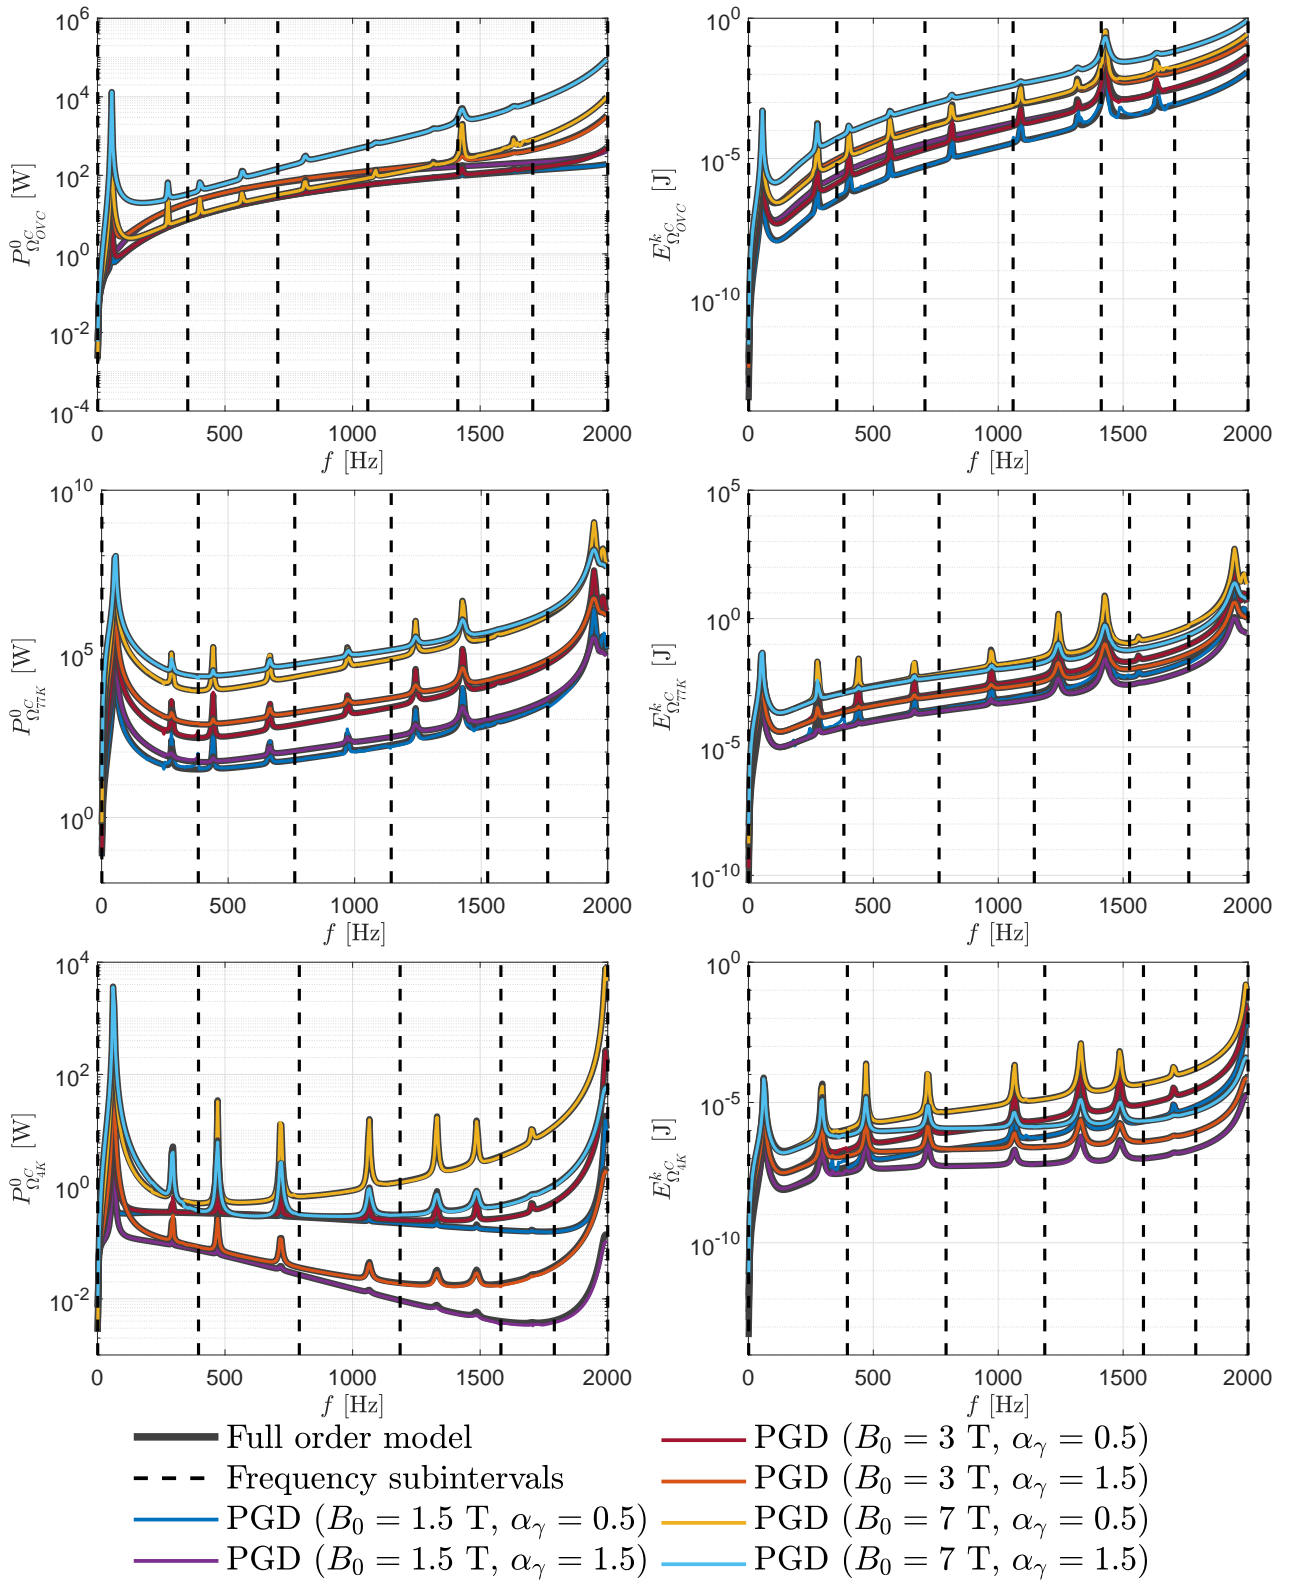 10^6
10^4
10^2
10^0
10^-2
10^-4
P^0_{Ω^C_{OVC}} [W]
0 500 1000 1500 2000
f [Hz]
10^0
10^-5
10^-10
E^k_{Ω^C_{OVC}} [J]
0 500 1000 1500 2000
f [Hz]
10^10
10^5
10^0
P^0_{Ω^C_{77K}} [W]
0 500 1000 1500 2000
f [Hz]
10^5
10^0
10^-5
10^-10
E^k_{Ω^C_{77K}} [J]
0 500 1000 1500 2000
f [Hz]
10^4
10^2
10^0
10^-2
P^0_{Ω^C_{4K}} [W]
0 500 1000 1500 2000
f [Hz]
10^0
10^-5
10^-10
E^k_{Ω^C_{4K}} [J]
0 500 1000 1500 2000
f [Hz]
Full order model
Frequency subintervals
PGD (B_0 = 1.5 T, α_γ = 0.5)
PGD (B_0 = 1.5 T, α_γ = 1.5)
PGD (B_0 = 3 T, α_γ = 0.5)
PGD (B_0 = 3 T, α_γ = 1.5)
PGD (B_0 = 7 T, α_γ = 0.5)
PGD (B_0 = 7 T, α_γ = 1.5)